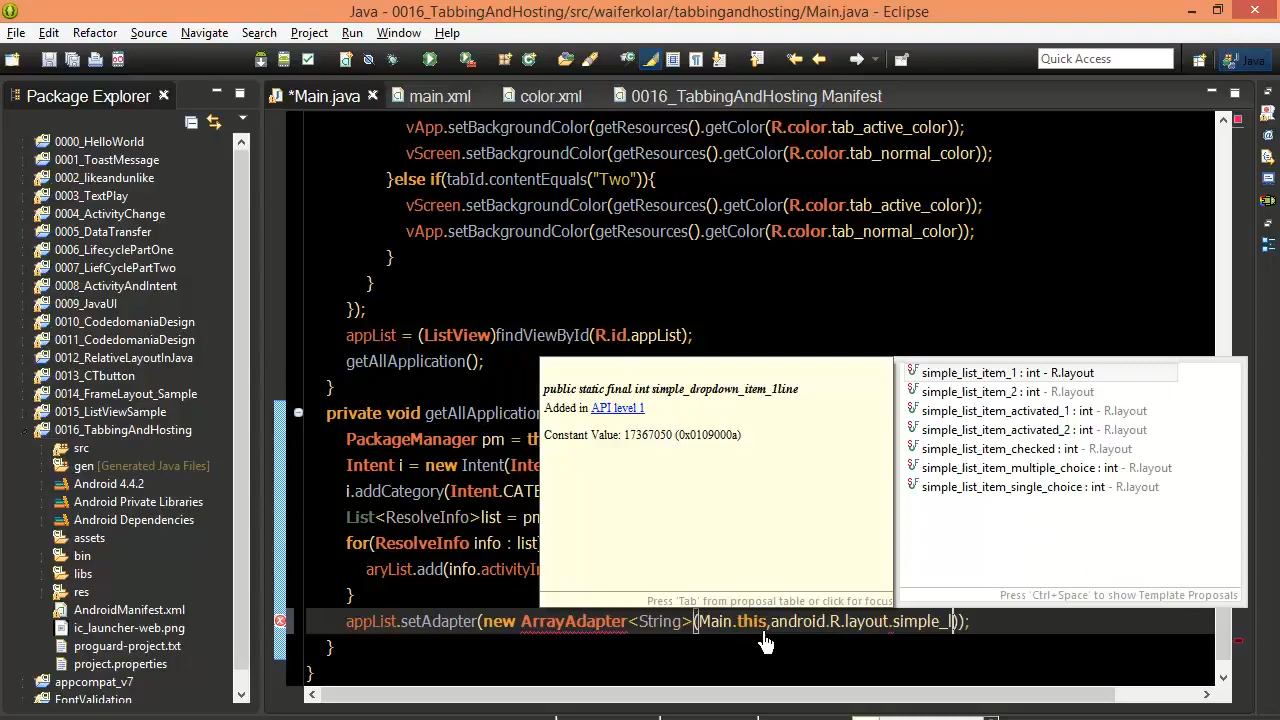 Java - 0016_TabbingAndHosting/src/waiferkolar/tabbingandhosting/Main.java - Eclipse
File Edit Refactor Source Navigate Search Project Run Window Help
Quick Access
Java
Package Explorer
*Main.java main.xml color.xml 0016_TabbingAndHosting Manifest
0000_HelloWorld
0001_ToastMessage
0002_likeandunlike
0003_TextPlay
0004_ActivityChange
0005_DataTransfer
0006_LifecyclePartOne
0007_LiefCyclePartTwo
0008_ActivityAndIntent
0009_JavaUI
0010_CodedomaniaDesign
0011_CodedomaniaDesign
0012_RelativeLayoutInJava
0013_CTbutton
0014_FrameLayout_Sample
0015_ListViewSample
0016_TabbingAndHosting
src
gen [Generated Java Files]
Android 4.4.2
Android Private Libraries
Android Dependencies
assets
bin
libs
res
AndroidManifest.xml
ic_launcher-web.png
proguard-project.txt
project.properties
appcompat_v7
FontValidation
vApp.setBackgroundColor(getResources().getColor(R.color.tab_active_color));
vScreen.setBackgroundColor(getResources().getColor(R.color.tab_normal_color));
}else if(tabId.contentEquals("Two")){
vScreen.setBackgroundColor(getResources().getColor(R.color.tab_active_color));
vApp.setBackgroundColor(getResources().getColor(R.color.tab_normal_color));
}
}
});
appList = (ListView)findViewById(R.id.appList);
getAllApplication();
}
private void getAllApplication
PackageManager pm = th
Intent i = new Intent(Inte
i.addCategory(Intent.CATE
List<ResolveInfo>list = pn
for(ResolveInfo info : list)
aryList.add(info.activityIn
}
appList.setAdapter(new ArrayAdapter<String>(Main.this,android.R.layout.simple_l));
}
}
public static final int simple_dropdown_item_1line
Added in API level 1
Constant Value: 17367050 (0x0109000a)
Press 'Tab' from proposal table or click for focus
simple_list_item_1 : int - R.layout
simple_list_item_2 : int - R.layout
simple_list_item_activated_1 : int - R.layout
simple_list_item_activated_2 : int - R.layout
simple_list_item_checked : int - R.layout
simple_list_item_multiple_choice : int - R.layout
simple_list_item_single_choice : int - R.layout
Press 'Ctrl+Space' to show Template Proposals